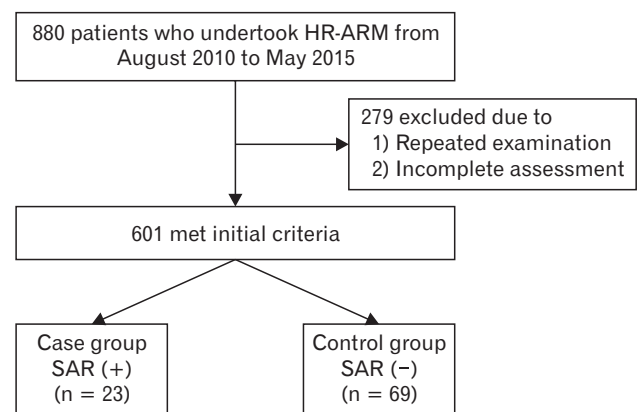 880 patients who undertook HR-ARM from
August 2010 to May 2015
279 excluded due to
1) Repeated examination
2) Incomplete assessment
601 met initial criteria
Case group
SAR (+)
(n = 23)
Control group
SAR (−)
(n = 69)